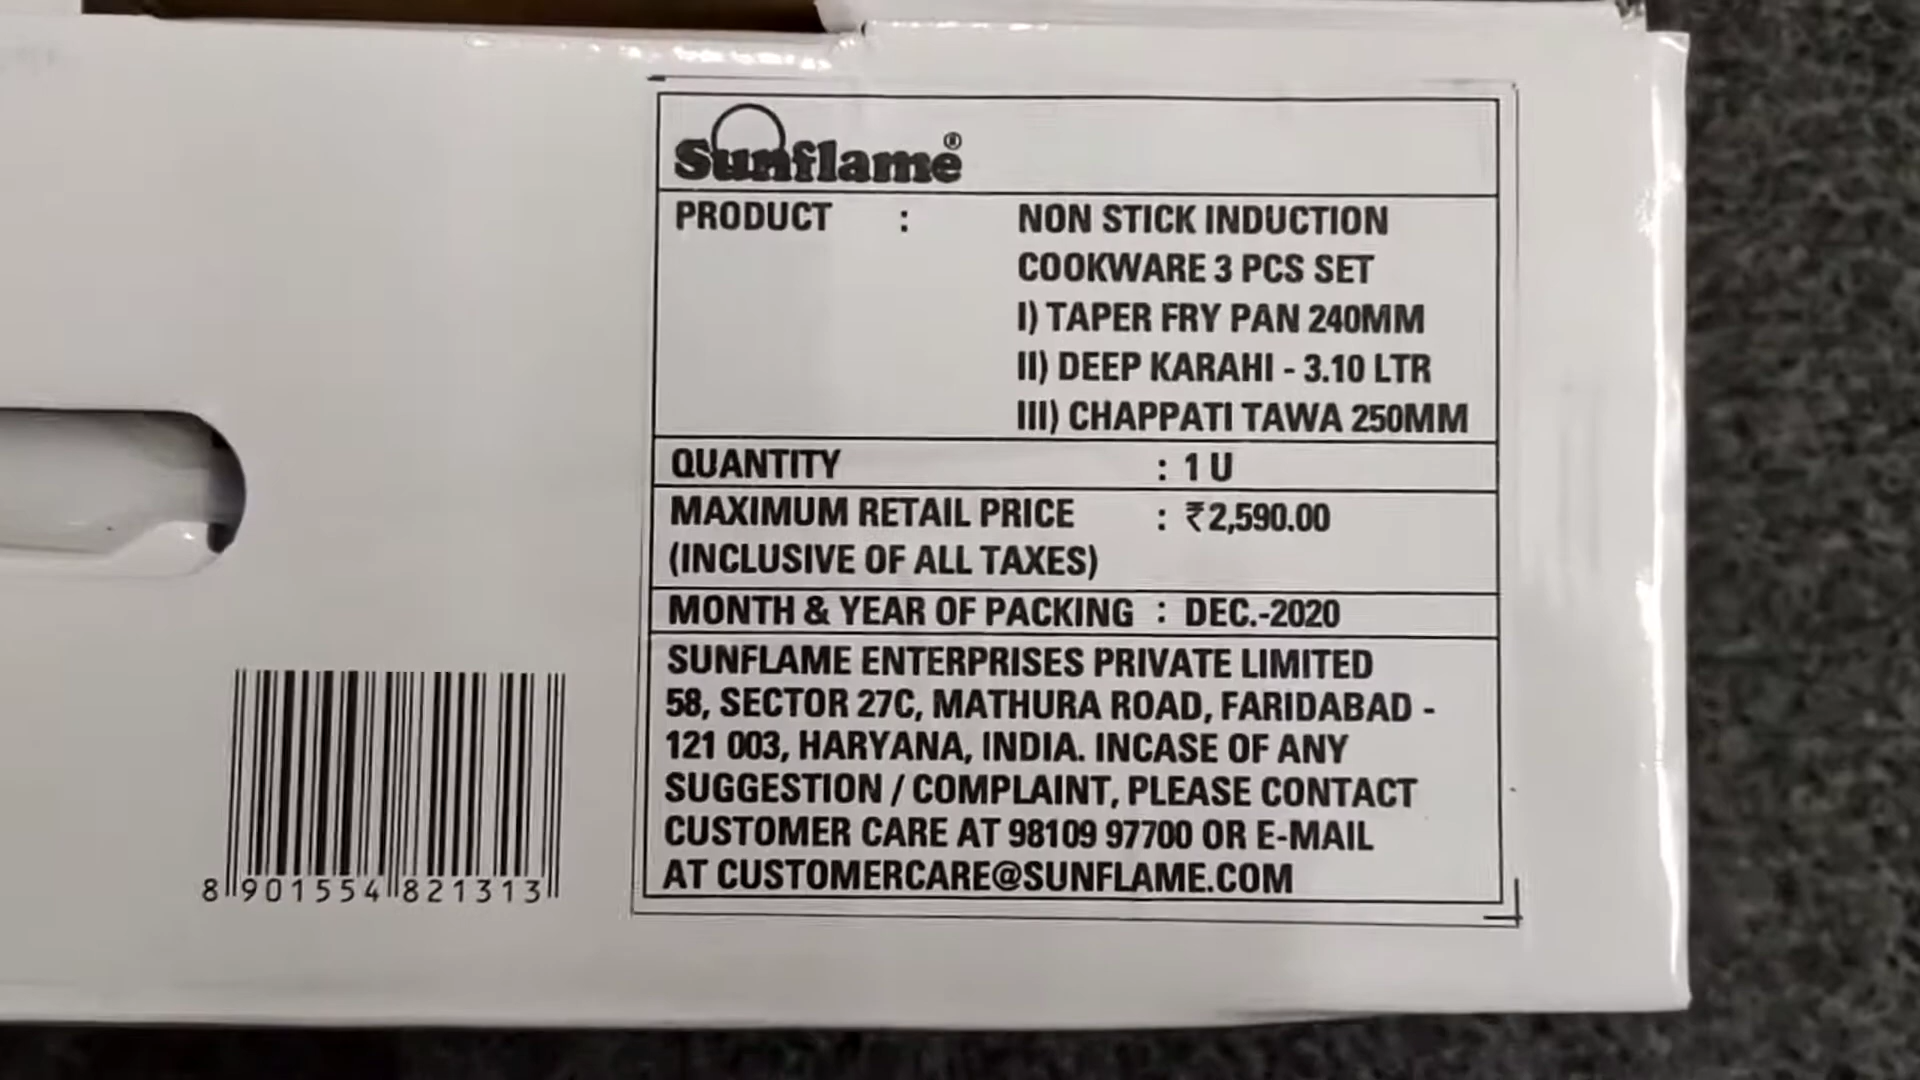 Sunflame®
PRODUCT : NON STICK INDUCTION
COOKWARE 3 PCS SET
I) TAPER FRY PAN 240MM
II) DEEP KARAHI - 3.10 LTR
III) CHAPPATI TAWA 250MM
QUANTITY : 1 U
MAXIMUM RETAIL PRICE : ₹2,590.00
(INCLUSIVE OF ALL TAXES)
MONTH & YEAR OF PACKING : DEC.-2020
SUNFLAME ENTERPRISES PRIVATE LIMITED
58, SECTOR 27C, MATHURA ROAD, FARIDABAD -
121 003, HARYANA, INDIA. INCASE OF ANY
SUGGESTION / COMPLAINT, PLEASE CONTACT
CUSTOMER CARE AT 98109 97700 OR E-MAIL
AT CUSTOMERCARE@SUNFLAME.COM
8 901554 821313